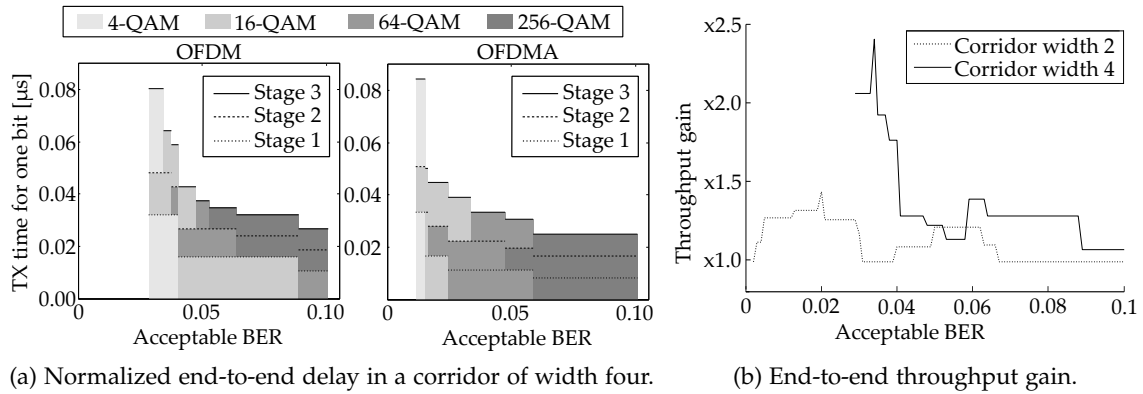 4-QAM 16-QAM 64-QAM 256-QAM
OFDM
OFDMA
TX time for one bit [µs]
0.08
0.06
0.04
0.02
0.00
Stage 3
Stage 2
Stage 1
0 0.05 0.10
Acceptable BER
0.08
0.06
0.04
0.02
Stage 3
Stage 2
Stage 1
0 0.05 0.10
Acceptable BER
(a) Normalized end-to-end delay in a corridor of width four.
Throughput gain
x2.5
x2.0
x1.5
x1.0
Corridor width 2
Corridor width 4
0 0.02 0.04 0.06 0.08 0.1
Acceptable BER
(b) End-to-end throughput gain.